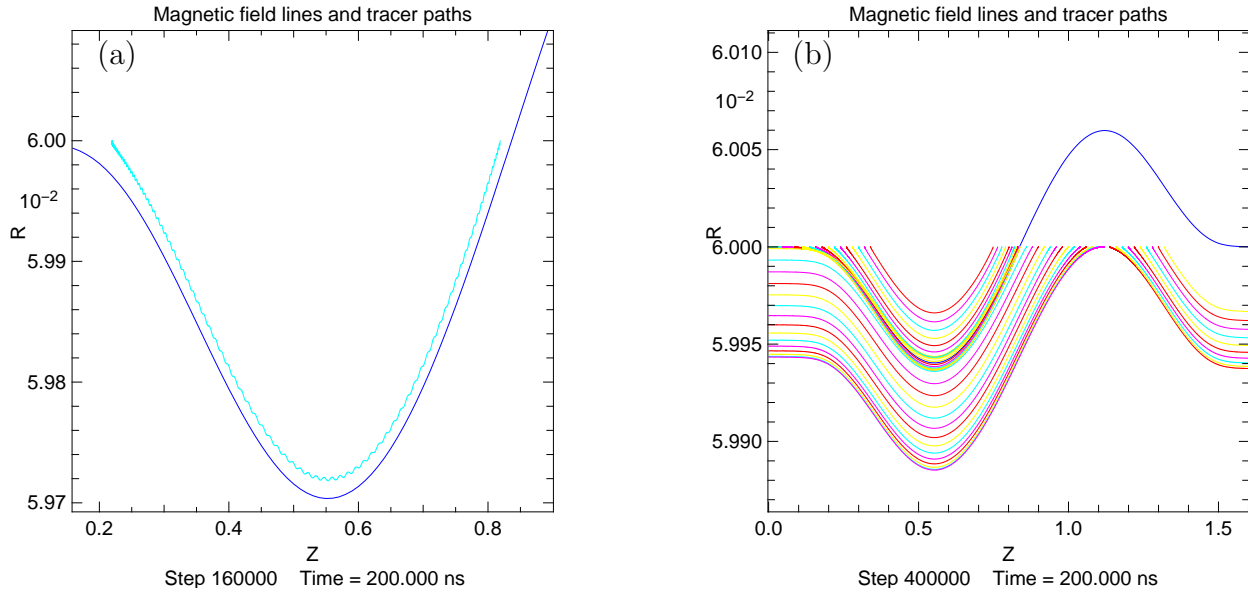 Magnetic field lines and tracer paths
(a)
6.00
10⁻²
R
5.99
5.98
5.97
0.2 0.4 0.6 0.8
Z
Step 160000 Time = 200.000 ns
Magnetic field lines and tracer paths
(b)
6.010
10⁻²
6.005
R
6.000
5.995
5.990
0.0 0.5 1.0 1.5
Z
Step 400000 Time = 200.000 ns